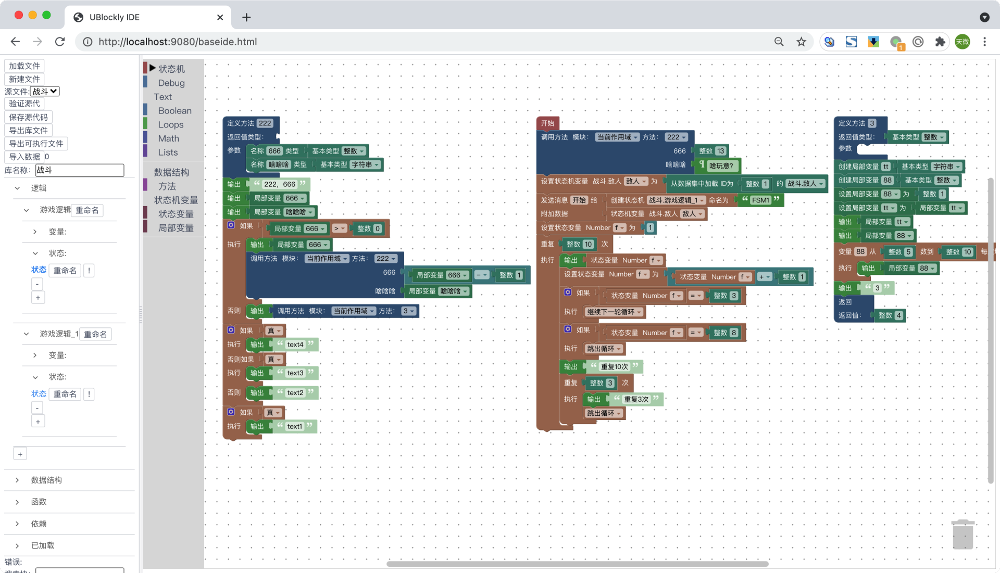 UBlockly IDE
http://localhost:9080/baseide.html
1
天微
加载文件
新建文件
源文件: 战斗
验证源代
保存源代码
导出库文件
导出可执行文件
导入数据 0
库名称: 战斗
逻辑
游戏逻辑 重命名
变量:
状态:
状态 重命名 !
-
+
游戏逻辑_1 重命名
变量:
状态:
状态 重命名 !
-
+
+
数据结构
函数
依赖
已加载
错误:
状态机
Debug
Text
Boolean
Loops
Math
Lists
数据结构
方法
状态机变量
状态变量
局部变量
定义方法 222
返回值类型:
参数 名称 666 类型 基本类型 整数
名称 啥啥啥 类型 基本类型 字符串
输出 “ 222, 666 ”
输出 局部变量 666
输出 局部变量 啥啥啥
如果 局部变量 666 > 整数 0
执行 输出 局部变量 666
调用方法 模块: 当前作用域 方法: 222
666 局部变量 666 - 整数 1
啥啥啥 局部变量 啥啥啥
否则 输出 调用方法 模块: 当前作用域 方法: 3
如果 真
执行 输出 “ text4 ”
否则如果 真
执行 输出 “ text3 ”
否则 输出 “ text2 ”
如果 真
执行 输出 “ text1 ”
开始
调用方法 模块: 当前作用域 方法: 222
666 整数 13
啥啥啥 ¶ 啥玩意?
设置状态机变量 战斗.敌人 敌人 为 从数据集中加载 ID为 整数 1 的 战斗.敌人
发送消息 开始 给 创建状态机 战斗.游戏逻辑_1 命名为 “ FSM1 ”
附加数据 状态机变量 战斗.敌人 敌人
设置状态变量 Number f 为 1
重复 整数 10 次
执行 输出 状态变量 Number f
设置状态变量 Number f 为 状态变量 Number f + 整数 1
如果 状态变量 Number f = 整数 3
执行 继续下一轮循环
如果 状态变量 Number f = 整数 8
执行 跳出循环
输出 “ 重复10次 ”
重复 整数 3 次
执行 输出 “ 重复3次 ”
跳出循环
定义方法 3
返回值类型: 基本类型 整数
参数
创建局部变量 tt 基本类型 字符串
创建局部变量 88 基本类型 整数
设置局部变量 88 为 整数 1
设置局部变量 tt 为 局部变量 tt
输出 局部变量 tt
输出 局部变量 88
变量 88 从 整数 5 数到 整数 10 每
执行 输出 局部变量 88
输出 “ 3 ”
返回
返回值: 整数 4